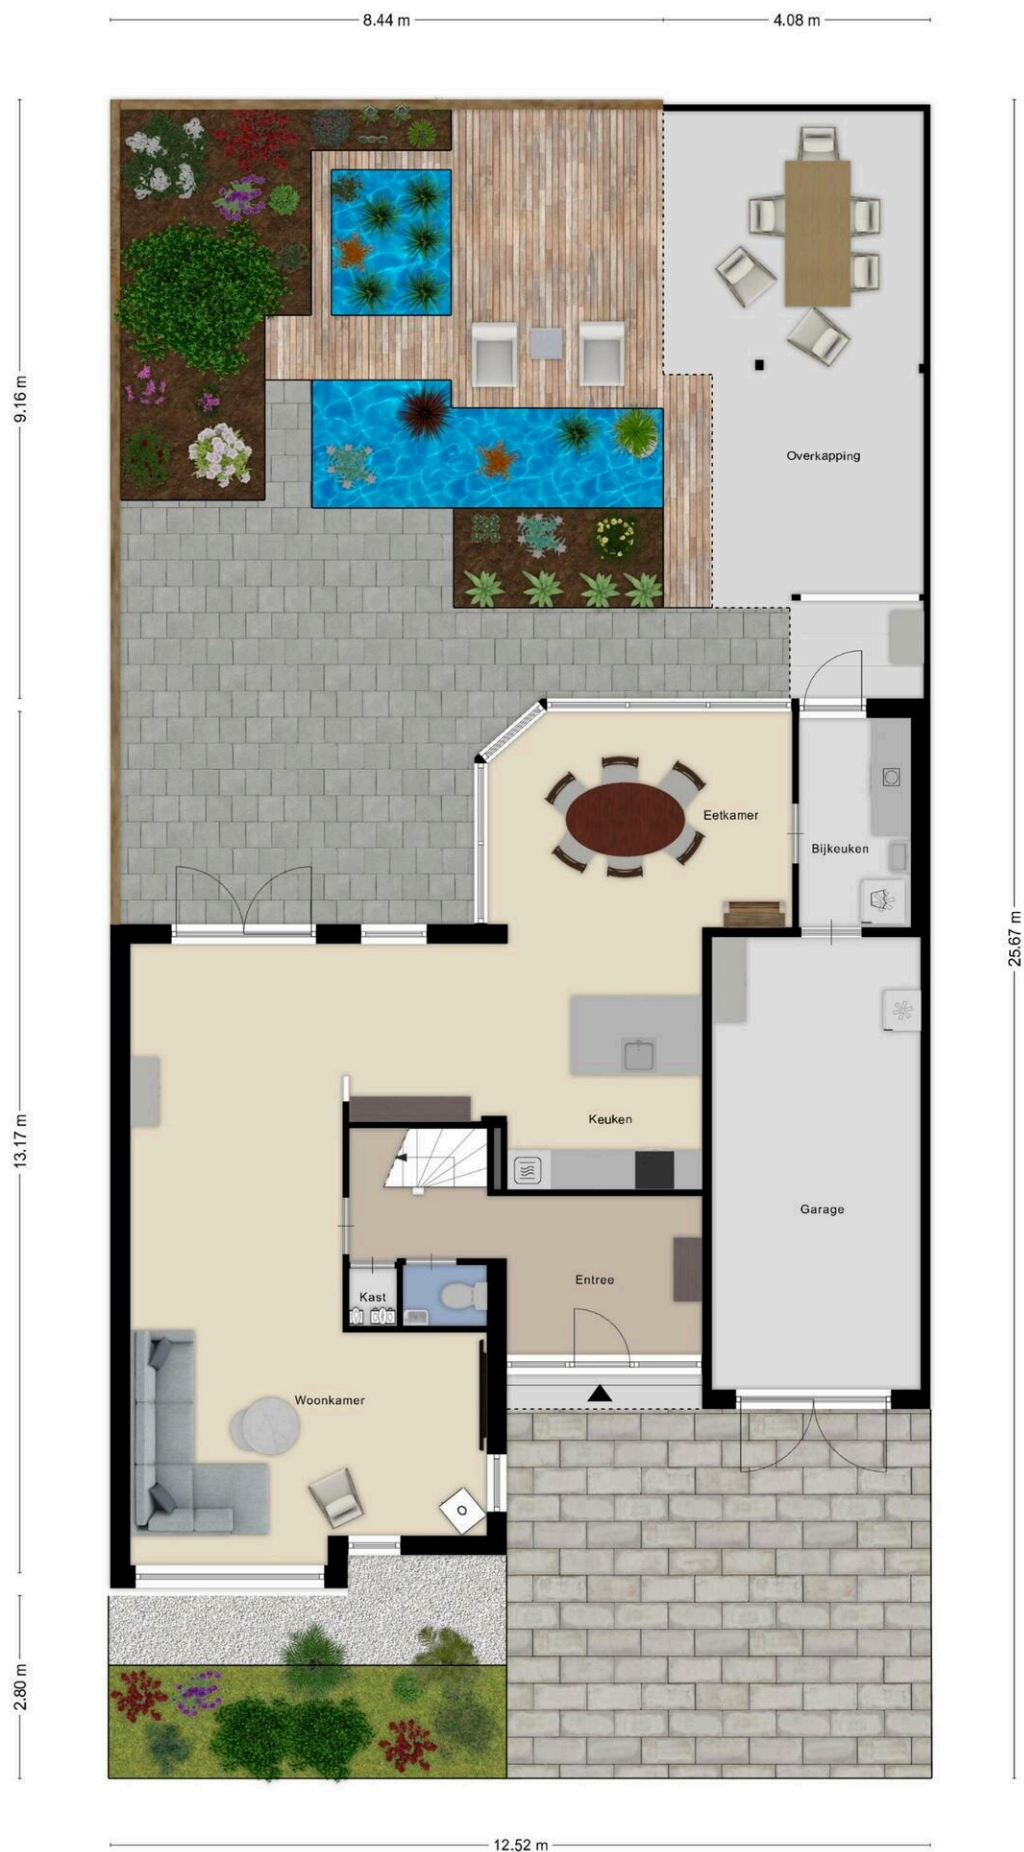 8.44 m
4.08 m
9.16 m
Overkapping
Eetkamer
Bijkeuken
25.67 m
Keuken
13.17 m
Garage
Entree
Kast
Woonkamer
2.80 m
12.52 m